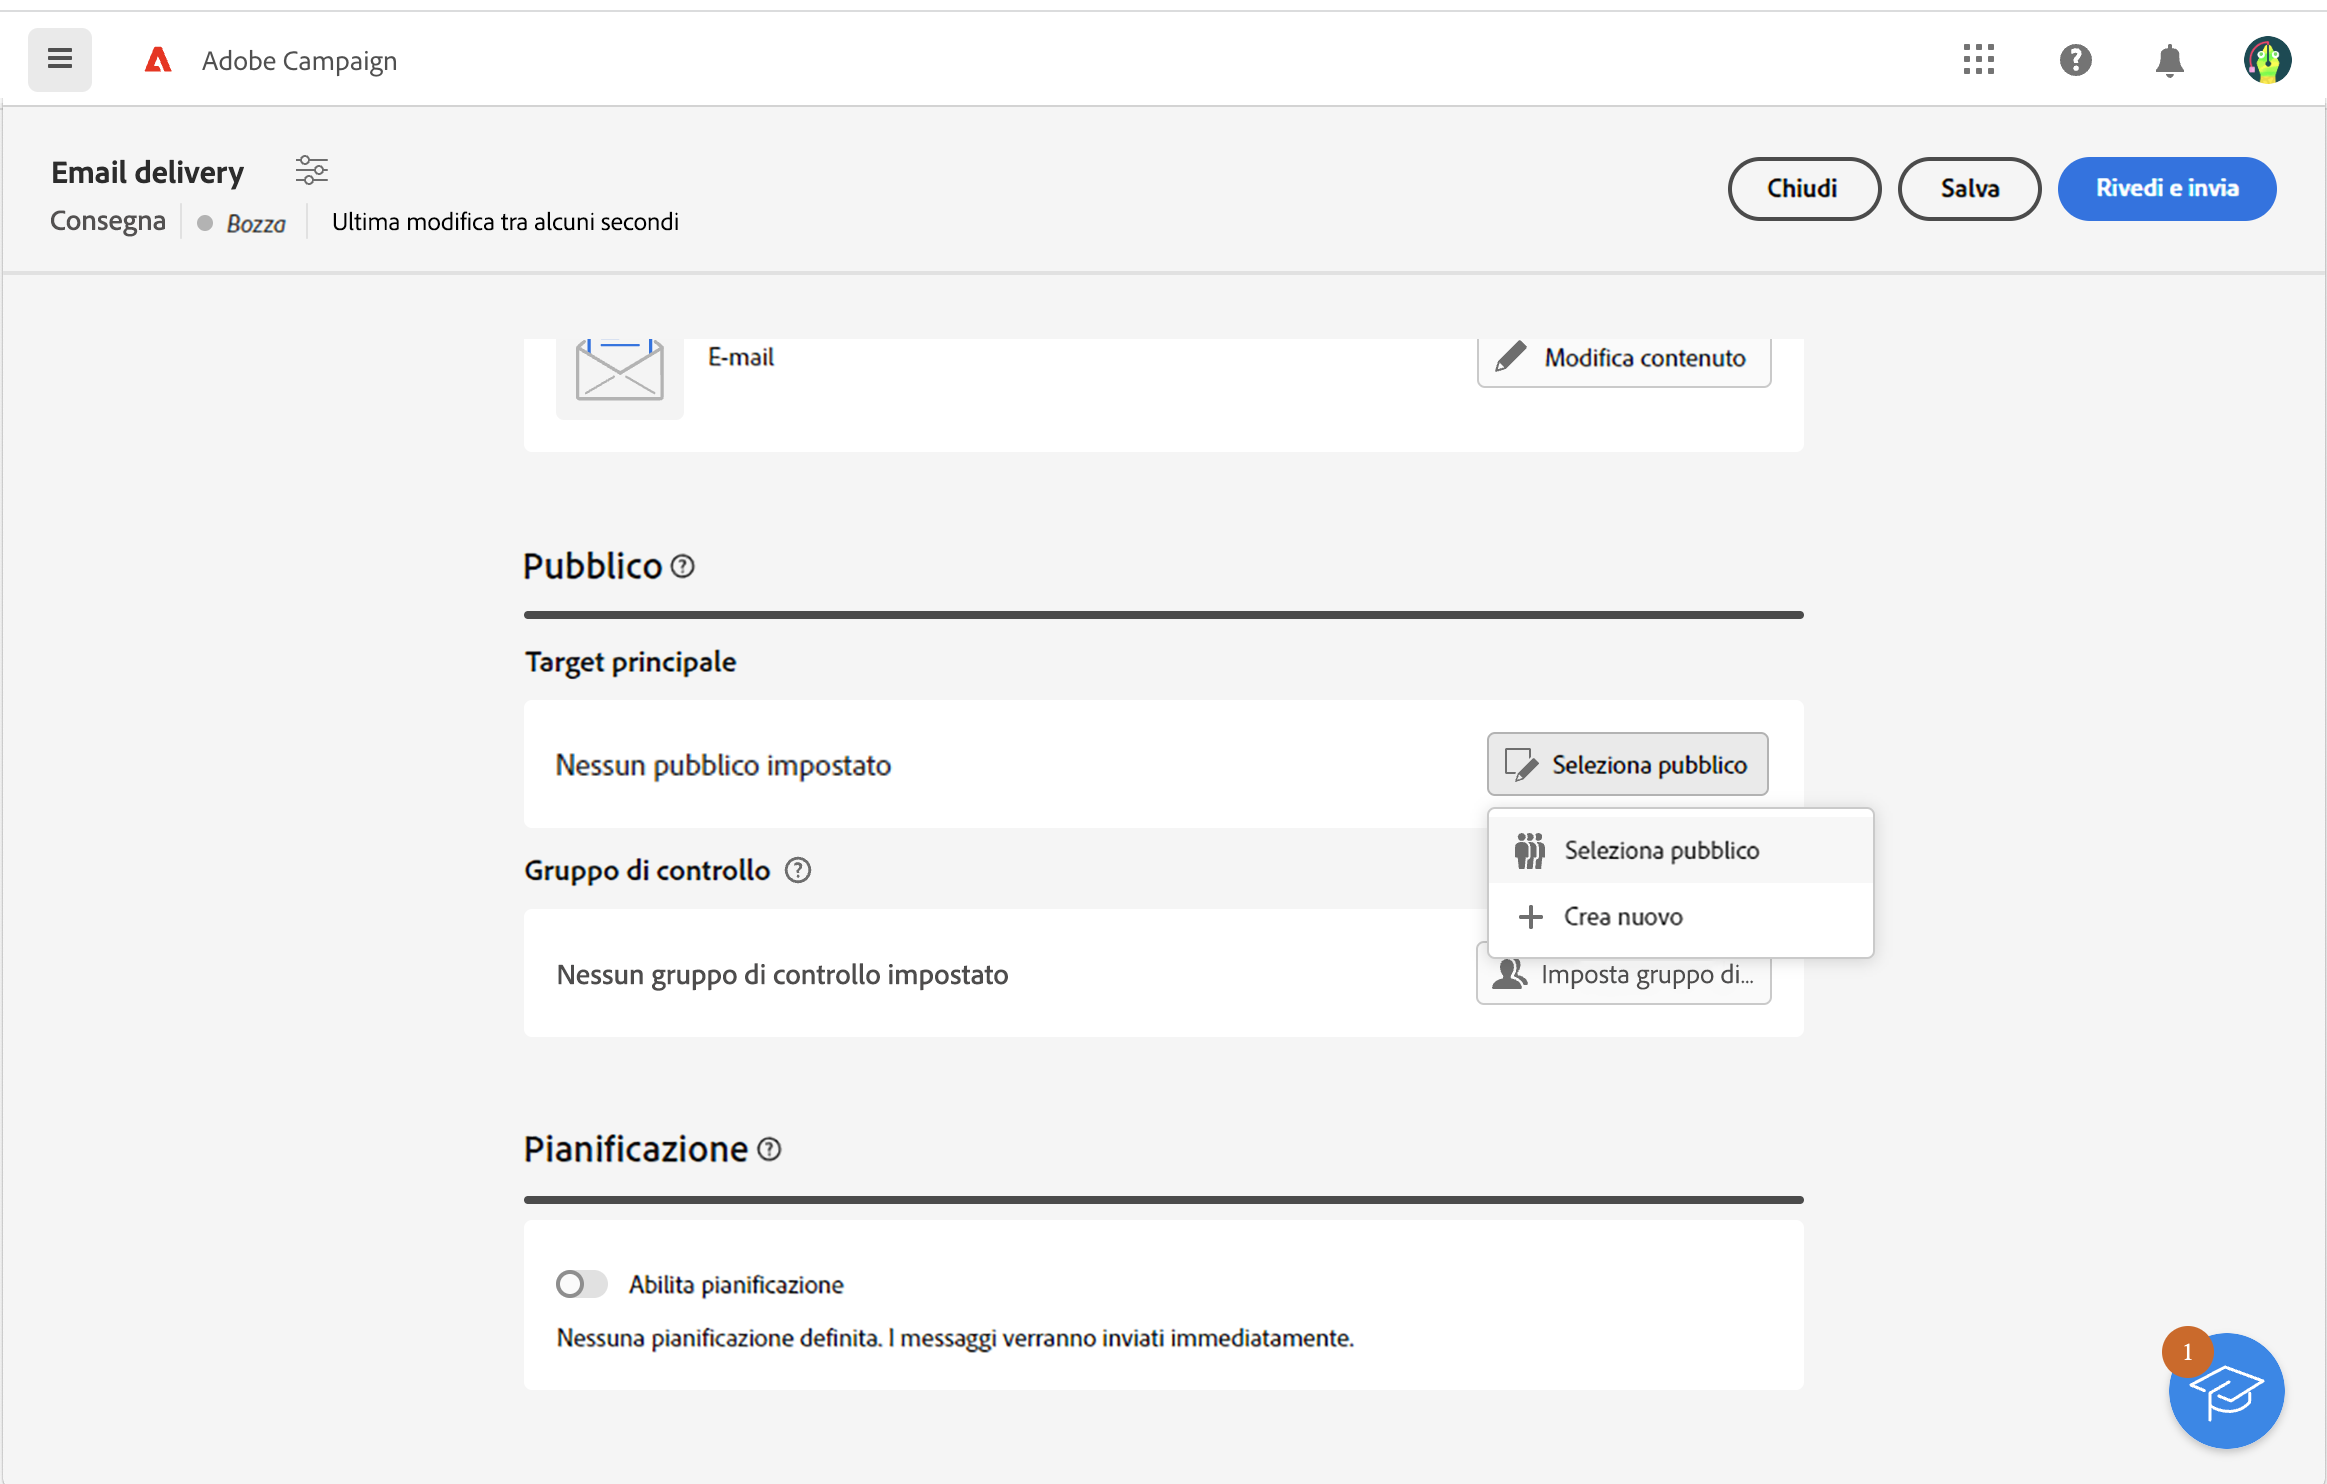 Adobe Campaign
Email delivery
Chiudi
Salva
Rivedi e invia
Consegna
Bozza
Ultima modifica tra alcuni secondi
E-mail
Modifica contenuto
Pubblico
Target principale
Nessun pubblico impostato
Seleziona pubblico
Seleziona pubblico
Gruppo di controllo
Crea nuovo
Nessun gruppo di controllo impostato
Imposta gruppo di...
Pianificazione
Abilita pianificazione
Nessuna pianificazione definita. I messaggi verranno inviati immediatamente.
1